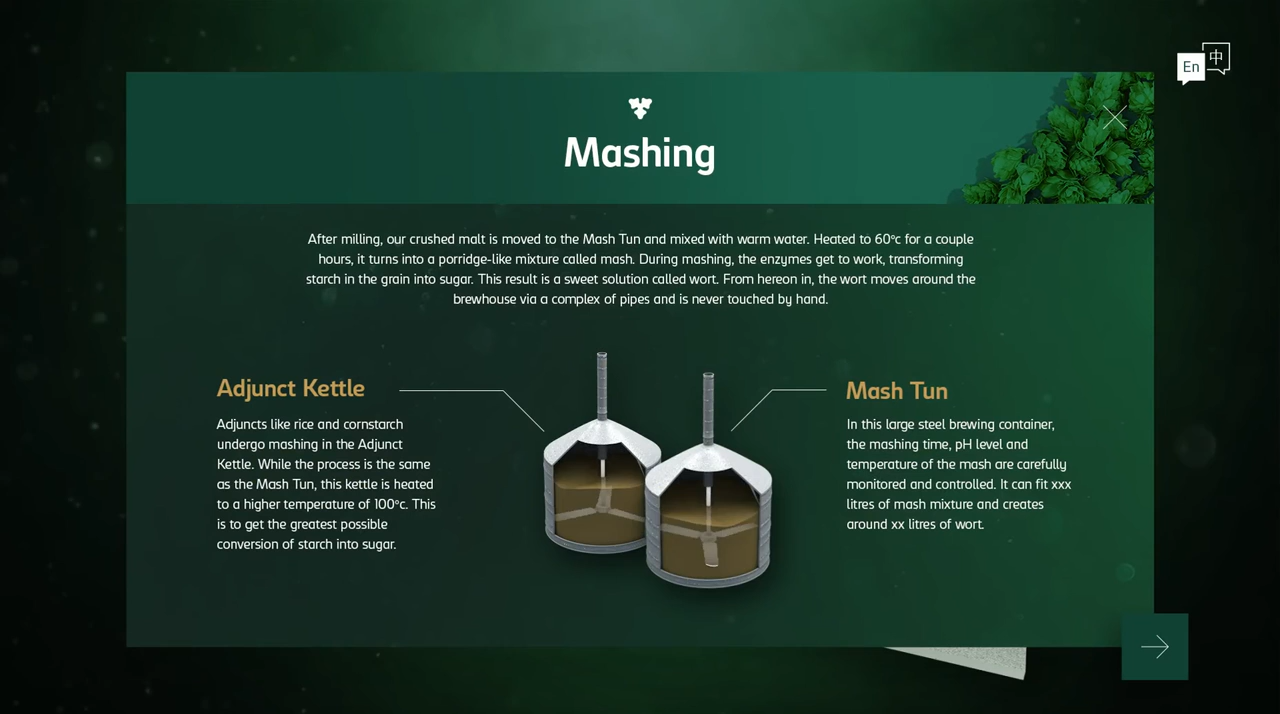 En
中
Mashing
After milling, our crushed malt is moved to the Mash Tun and mixed with warm water. Heated to 60°c for a couple
hours, it turns into a porridge-like mixture called mash. During mashing, the enzymes get to work, transforming
starch in the grain into sugar. This result is a sweet solution called wort. From hereon in, the wort moves around the
brewhouse via a complex of pipes and is never touched by hand.
Adjunct Kettle
Adjuncts like rice and cornstarch
undergo mashing in the Adjunct
Kettle. While the process is the same
as the Mash Tun, this kettle is heated
to a higher temperature of 100°c. This
is to get the greatest possible
conversion of starch into sugar.
Mash Tun
In this large steel brewing container,
the mashing time, pH level and
temperature of the mash are carefully
monitored and controlled. It can fit xxx
litres of mash mixture and creates
around xx litres of wort.